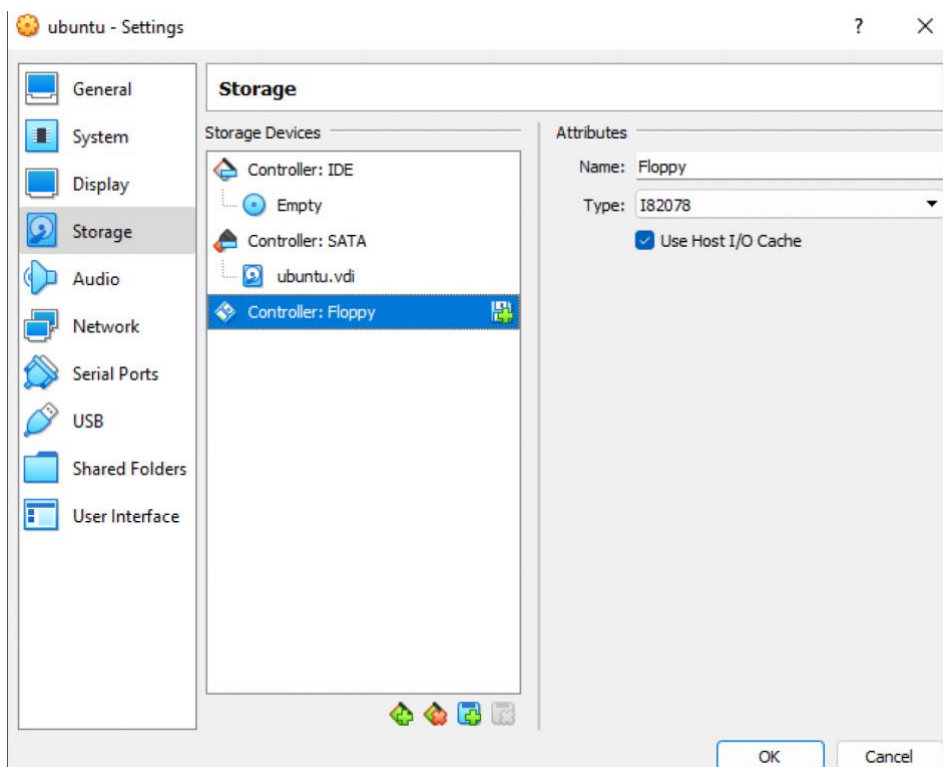 ubuntu - Settings
?
General
System
Display
Storage
Audio
Network
Serial Ports
USB
Shared Folders
User Interface
Storage
Storage Devices
Controller: IDE
Empty
Controller: SATA
ubuntu.vdi
Controller: Floppy
Attributes
Name: Floppy
Type: I82078
Use Host I/O Cache
OK
Cancel